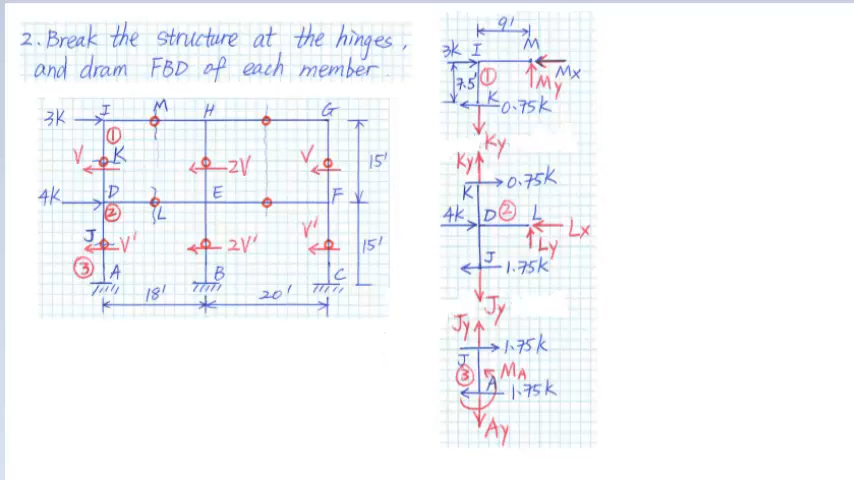 2. Break the structure at the hinges,
and dram FBD of each member
3K I M H G
①
V K 2V V 15'
4K D E F
② L
J V' 2V' V' 15'
③ A B C
18' 20'
9'
3K I M
7.5' ① My Mx
K 0.75K
Ky
Ky
0.75K
K
4K D ② L Lx
Ly
J 1.75K
Jy
Jy
1.75K
J
③ MA
A 1.75K
Ay